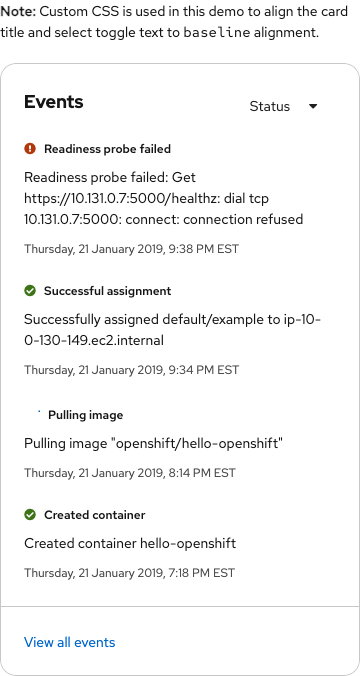 Note: Custom CSS is used in this demo to align the card
title and select toggle text to baseline alignment.
Events
Status
Readiness probe failed
Readiness probe failed: Get
https://10.131.0.7:5000/healthz: dial tcp
10.131.0.7:5000: connect: connection refused
Thursday, 21 January 2019, 9:38 PM EST
Successful assignment
Successfully assigned default/example to ip-10-
0-130-149.ec2.internal
Thursday, 21 January 2019, 9:34 PM EST
Pulling image
Pulling image "openshift/hello-openshift"
Thursday, 21 January 2019, 8:14 PM EST
Created container
Created container hello-openshift
Thursday, 21 January 2019, 7:18 PM EST
View all events